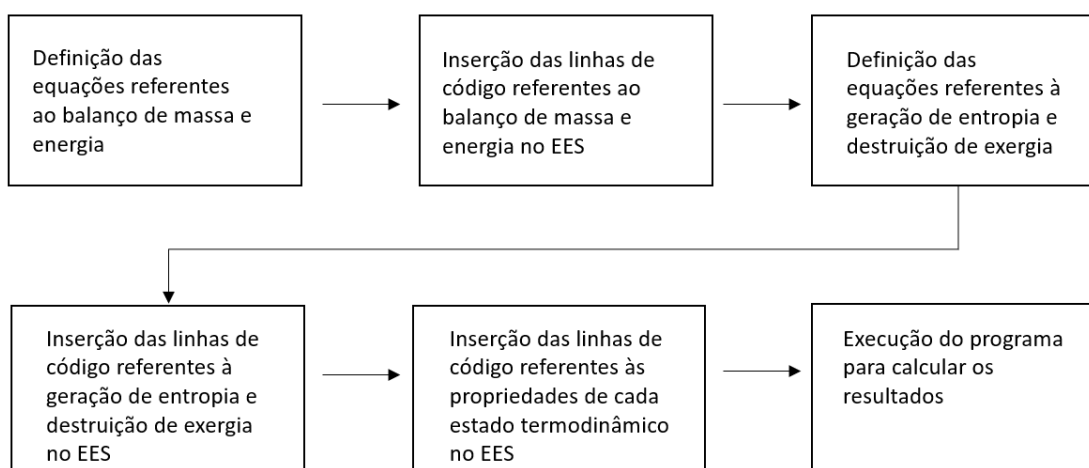 Definição das
equações referentes
ao balanço de massa e
energia
Inserção das linhas de
código referentes ao
balanço de massa e
energia no EES
Definição das
equações referentes à
geração de entropia e
destruição de exergia
Inserção das linhas de
código referentes à
geração de entropia e
destruição de exergia
no EES
Inserção das linhas de
código referentes às
propriedades de cada
estado termodinâmico
no EES
Execução do programa
para calcular os
resultados